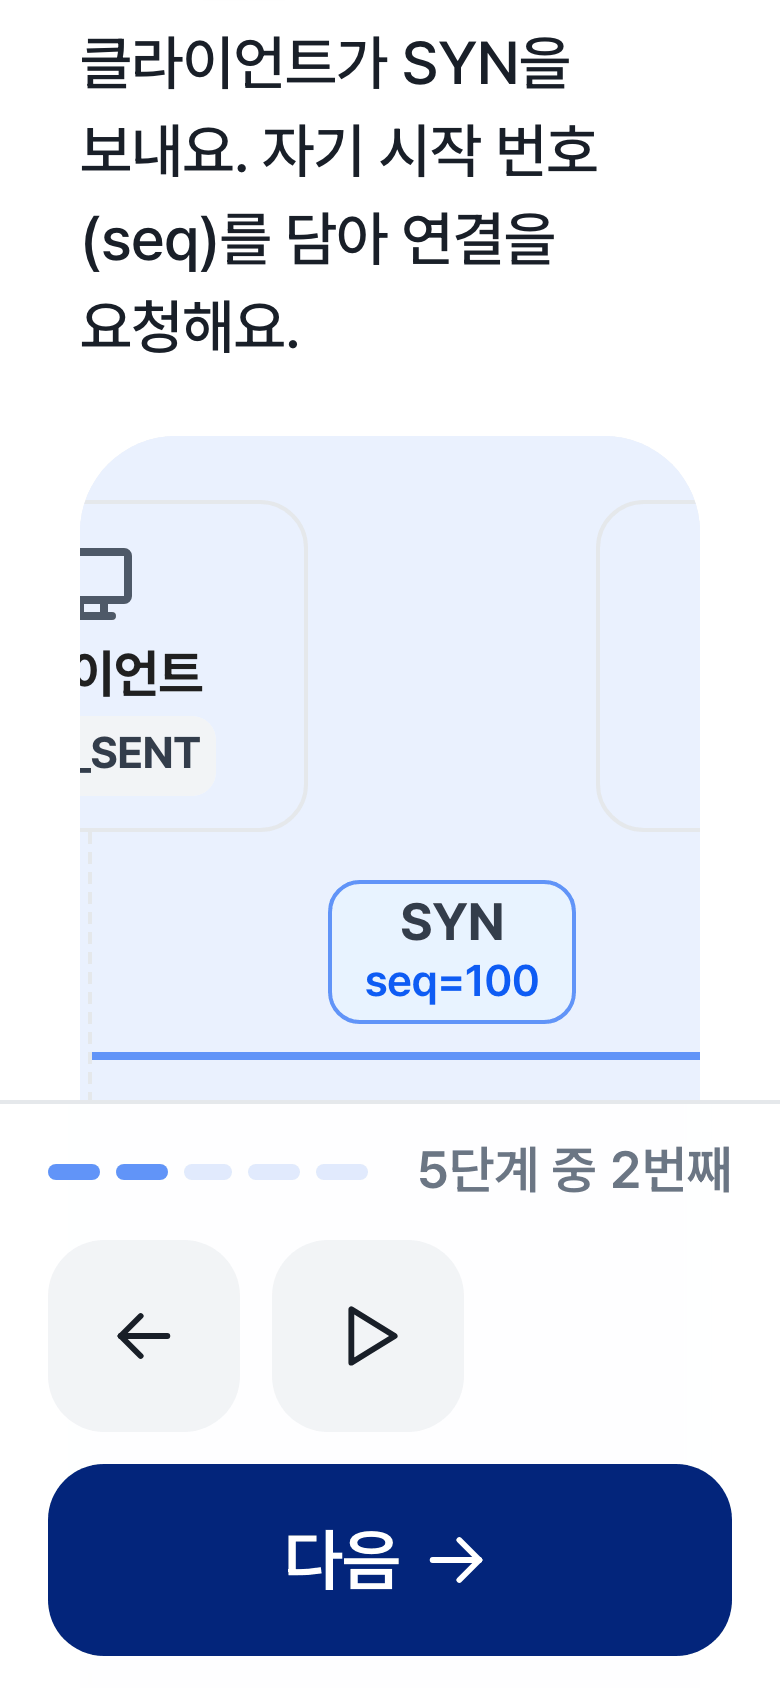 클라이언트가 SYN을
보내요. 자기 시작 번호
(seq)를 담아 연결을
요청해요.
이언트
_SENT
SYN
seq=100
5단계 중 2번째
다음 →